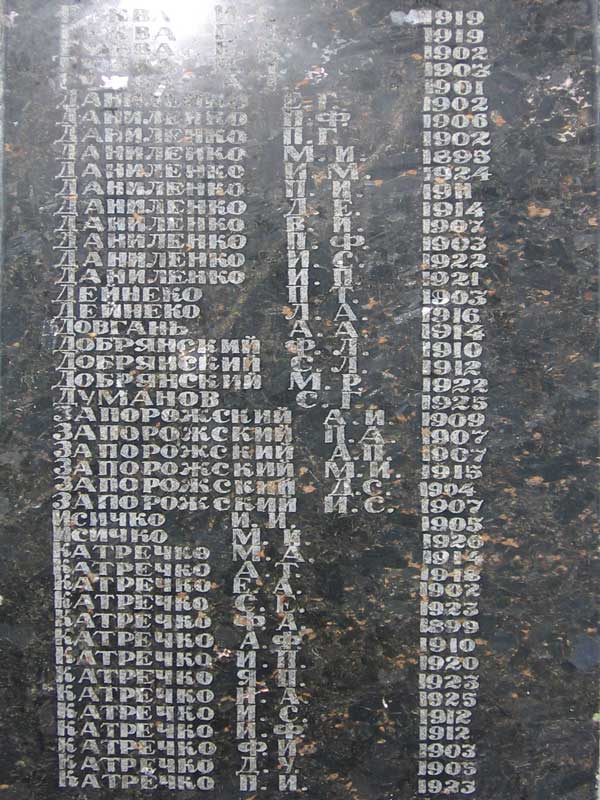 КВА И 1919
КВА 1919
1902
1903
1901
ДАНИЛЕНКО Е. Г. 1902
ДАНИЛЕНКО П. Ф. 1906
ДАНИЛЕНКО П. Г. 1902
ДАНИЛЕНКО М. И. 1895
ДАНИЛЕНКО И. М. 1924
ДАНИЛЕНКО П. И. 1911
ДАНИЛЕНКО Д. Е. 1914
ДАНИЛЕНКО В. И. 1907
ДАНИЛЕНКО П. Ф. 1903
ДАНИЛЕНКО И. С. 1922
ДАНИЛЕНКО И. П. 1921
ДЕЙНЕКО П. Г. 1903
ДЕЙНЕКО А. 1916
ДОВГАНЬ А. А. 1914
ДОБРЯНСКИЙ Ф. Л. 1910
ДОБРЯНСКИЙ С. Л. 1912
ДОБРЯНСКИЙ М. Р. 1922
ДУМАНОВ С. Г. 1925
ЗАПОРОЖСКИЙ А. И 1909
ЗАПОРОЖСКИЙ П. А. 1907
ЗАПОРОЖСКИЙ А. П. 1907
ЗАПОРОЖСКИЙ М. И. 1915
ЗАПОРОЖСКИЙ Д. С. 1904
ЗАПОРОЖСКИЙ И. С. 1907
ИСИЧКО И. И. 1905
ИСИЧКО М. 1926
КАТРЕЧКО М. А 1914
КАТРЕЧКО А. Т. 1918
КАТРЕЧКО А. 1902
КАТРЕЧКО С. Е. 1923
КАТРЕЧКО Ф. А 1899
КАТРЕЧКО А. Ф. 1910
КАТРЕЧКО И. П. 1920
КАТРЕЧКО Я. 1923
КАТРЕЧКО А. 1925
КАТРЕЧКО С. 1912
КАТРЕЧКО И. Ф. 1912
КАТРЕЧКО Ф. И. 1903
КАТРЕЧКО Д. У. 1905
КАТРЕЧКО П. И. 1923